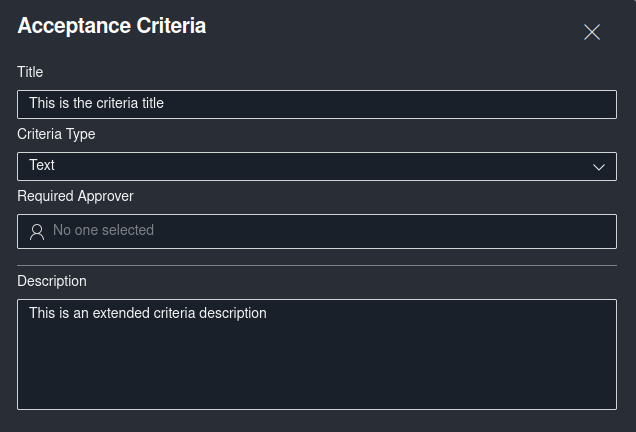 Acceptance Criteria
Title
This is the criteria title
Criteria Type
Text
Required Approver
No one selected
Description
This is an extended criteria description